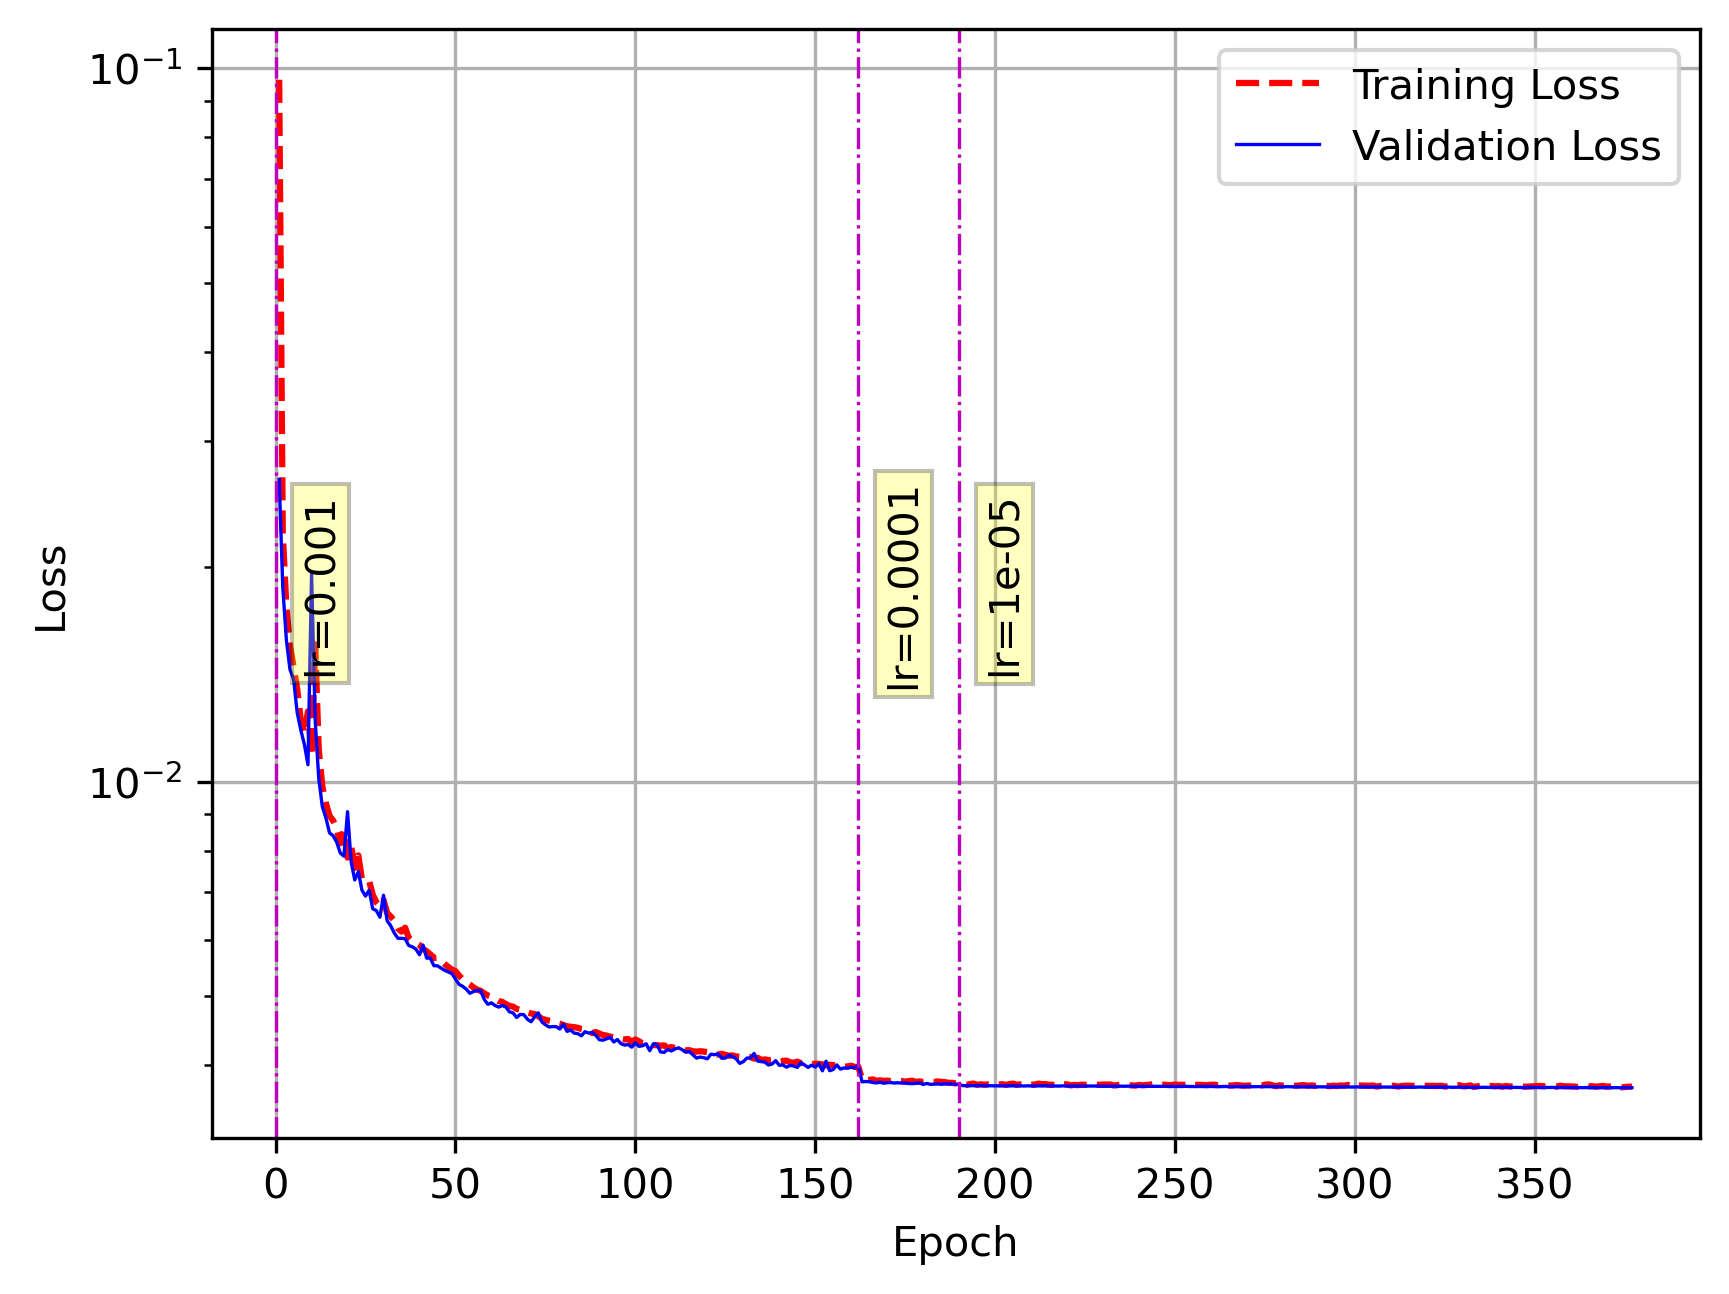 10⁻¹
10⁻²
Loss
Training Loss
Validation Loss
lr=0.001
lr=0.0001
lr=1e-05
0 50 100 150 200 250 300 350
Epoch